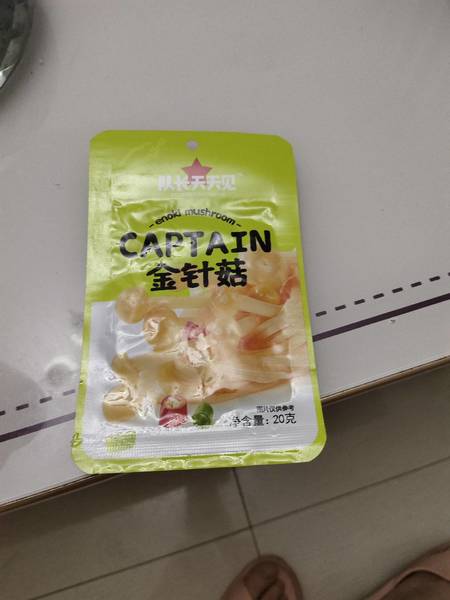 队长天天见
enoki mushroom
CAPTAIN
金针菇
图片仅供参考
净含量: 20克